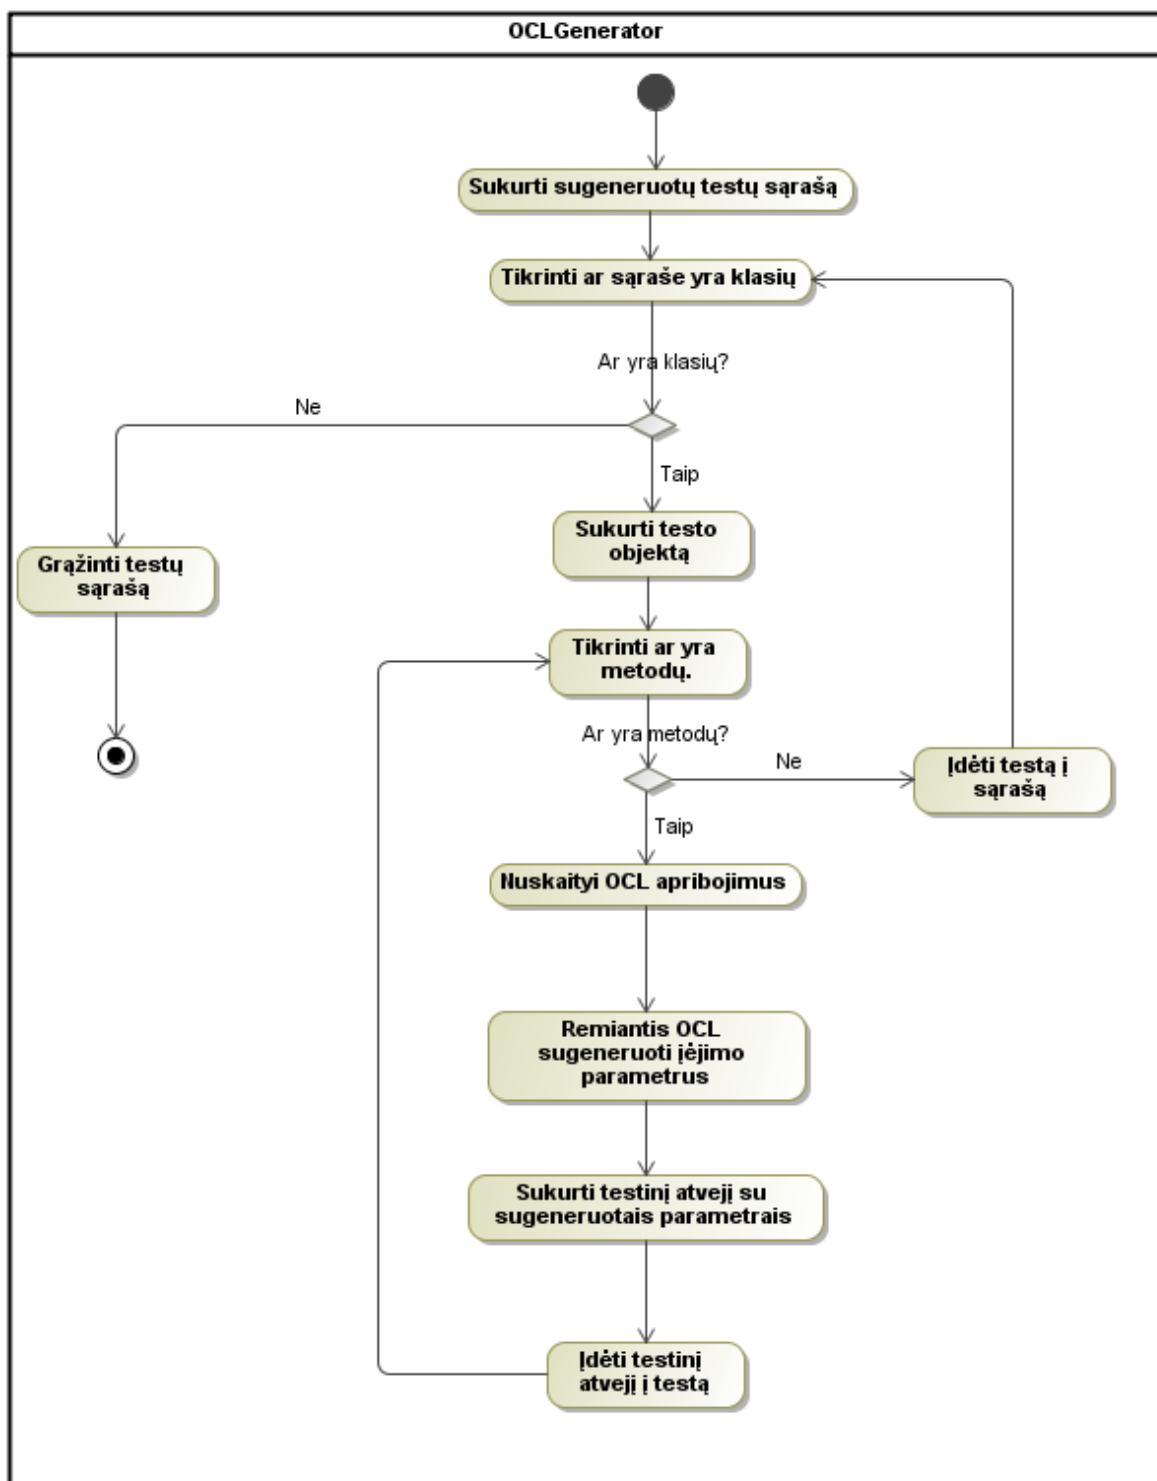 OCLGenerator
Sukurti sugeneruotų testų sąrašą
Tikrinti ar sąraše yra klasių
Ar yra klasių?
Ne
Taip
Sukurti testo
objektą
Grąžinti testų
sąrašą
Tikrinti ar yra
metodų.
Ar yra metodų?
Ne
Įdėti testą į
sąrašą
Taip
Nuskaityi OCL apribojimus
Remiantis OCL
sugeneruoti įėjimo
parametrus
Sukurti testinį atvejį su
sugeneruotais parametrais
Įdėti testinį
atvejį į testą